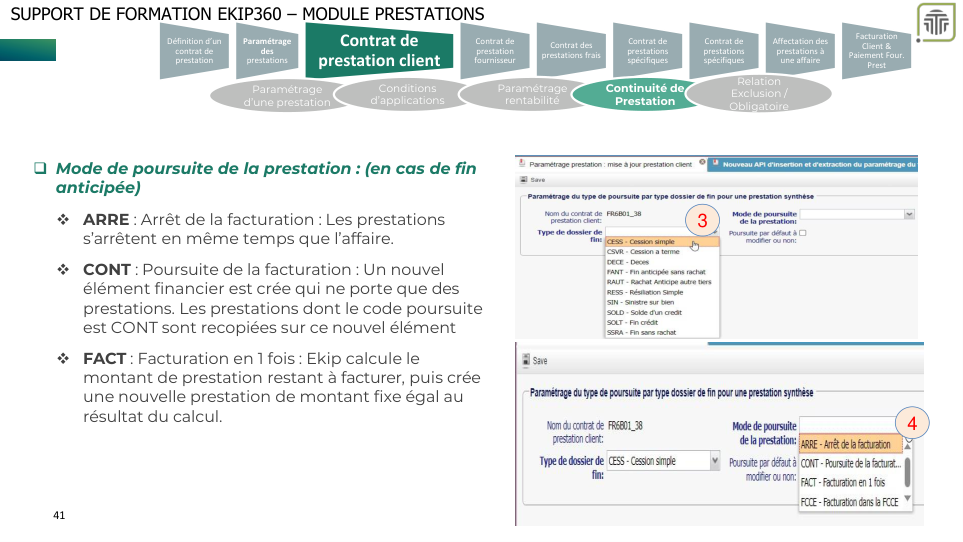 SUPPORT DE FORMATION EKIP360 – MODULE PRESTATIONS
Définition d'un
contrat de
prestation
Paramétrage
des
prestations
Contrat de
prestation client
Contrat de
prestation
fournisseur
Contrat des
prestations frais
Contrat de
prestations
spécifiques
Contrat de
prestations
spécifiques
Affectation des
prestations à
une affaire
Facturation
Client &
Paiement Four.
Prest
Paramétrage
d'une prestation
Conditions
d'applications
Paramétrage
rentabilité
Continuité de
Prestation
Relation
Exclusion /
Obligatoire
Mode de poursuite de la prestation : (en cas de fin
anticipée)
ARRE : Arrêt de la facturation : Les prestations
s'arrêtent en même temps que l'affaire.
CONT : Poursuite de la facturation : Un nouvel
élément financier est crée qui ne porte que des
prestations. Les prestations dont le code poursuite
est CONT sont recopiées sur ce nouvel élément
FACT : Facturation en 1 fois : Ekip calcule le
montant de prestation restant à facturer, puis crée
une nouvelle prestation de montant fixe égal au
résultat du calcul.
41
Paramétrage prestation : mise à jour prestation client
Nouveau API d'insertion et d'extraction du paramétrage du
Save
Paramétrage du type de poursuite par type dossier de fin pour une prestation synthèse
Nom du contrat de
prestation client:
FR6B01_38
Mode de poursuite
de la prestation:
Type de dossier de
fin:
Poursuite par défaut à
modifier ou non:
3
CESS - Cession simple
CSVR - Cession a terme
DECE - Deces
FANT - Fin anticipée sans rachat
RAUT - Rachat Anticipe autre tiers
RESS - Résiliation Simple
SIN - Sinistre sur bien
SOLD - Solde d'un credit
SOLT - Fin crédit
SSRA - Fin sans rachat
Save
Paramétrage du type de poursuite par type dossier de fin pour une prestation synthèse
Nom du contrat de
prestation client:
FR6B01_38
Mode de poursuite
de la prestation:
4
Type de dossier de
fin:
CESS - Cession simple
Poursuite par défaut à
modifier ou non:
ARRE - Arrêt de la facturation
CONT - Poursuite de la facturat...
FACT - Facturation en 1 fois
FCCE - Facturation dans la FCCE